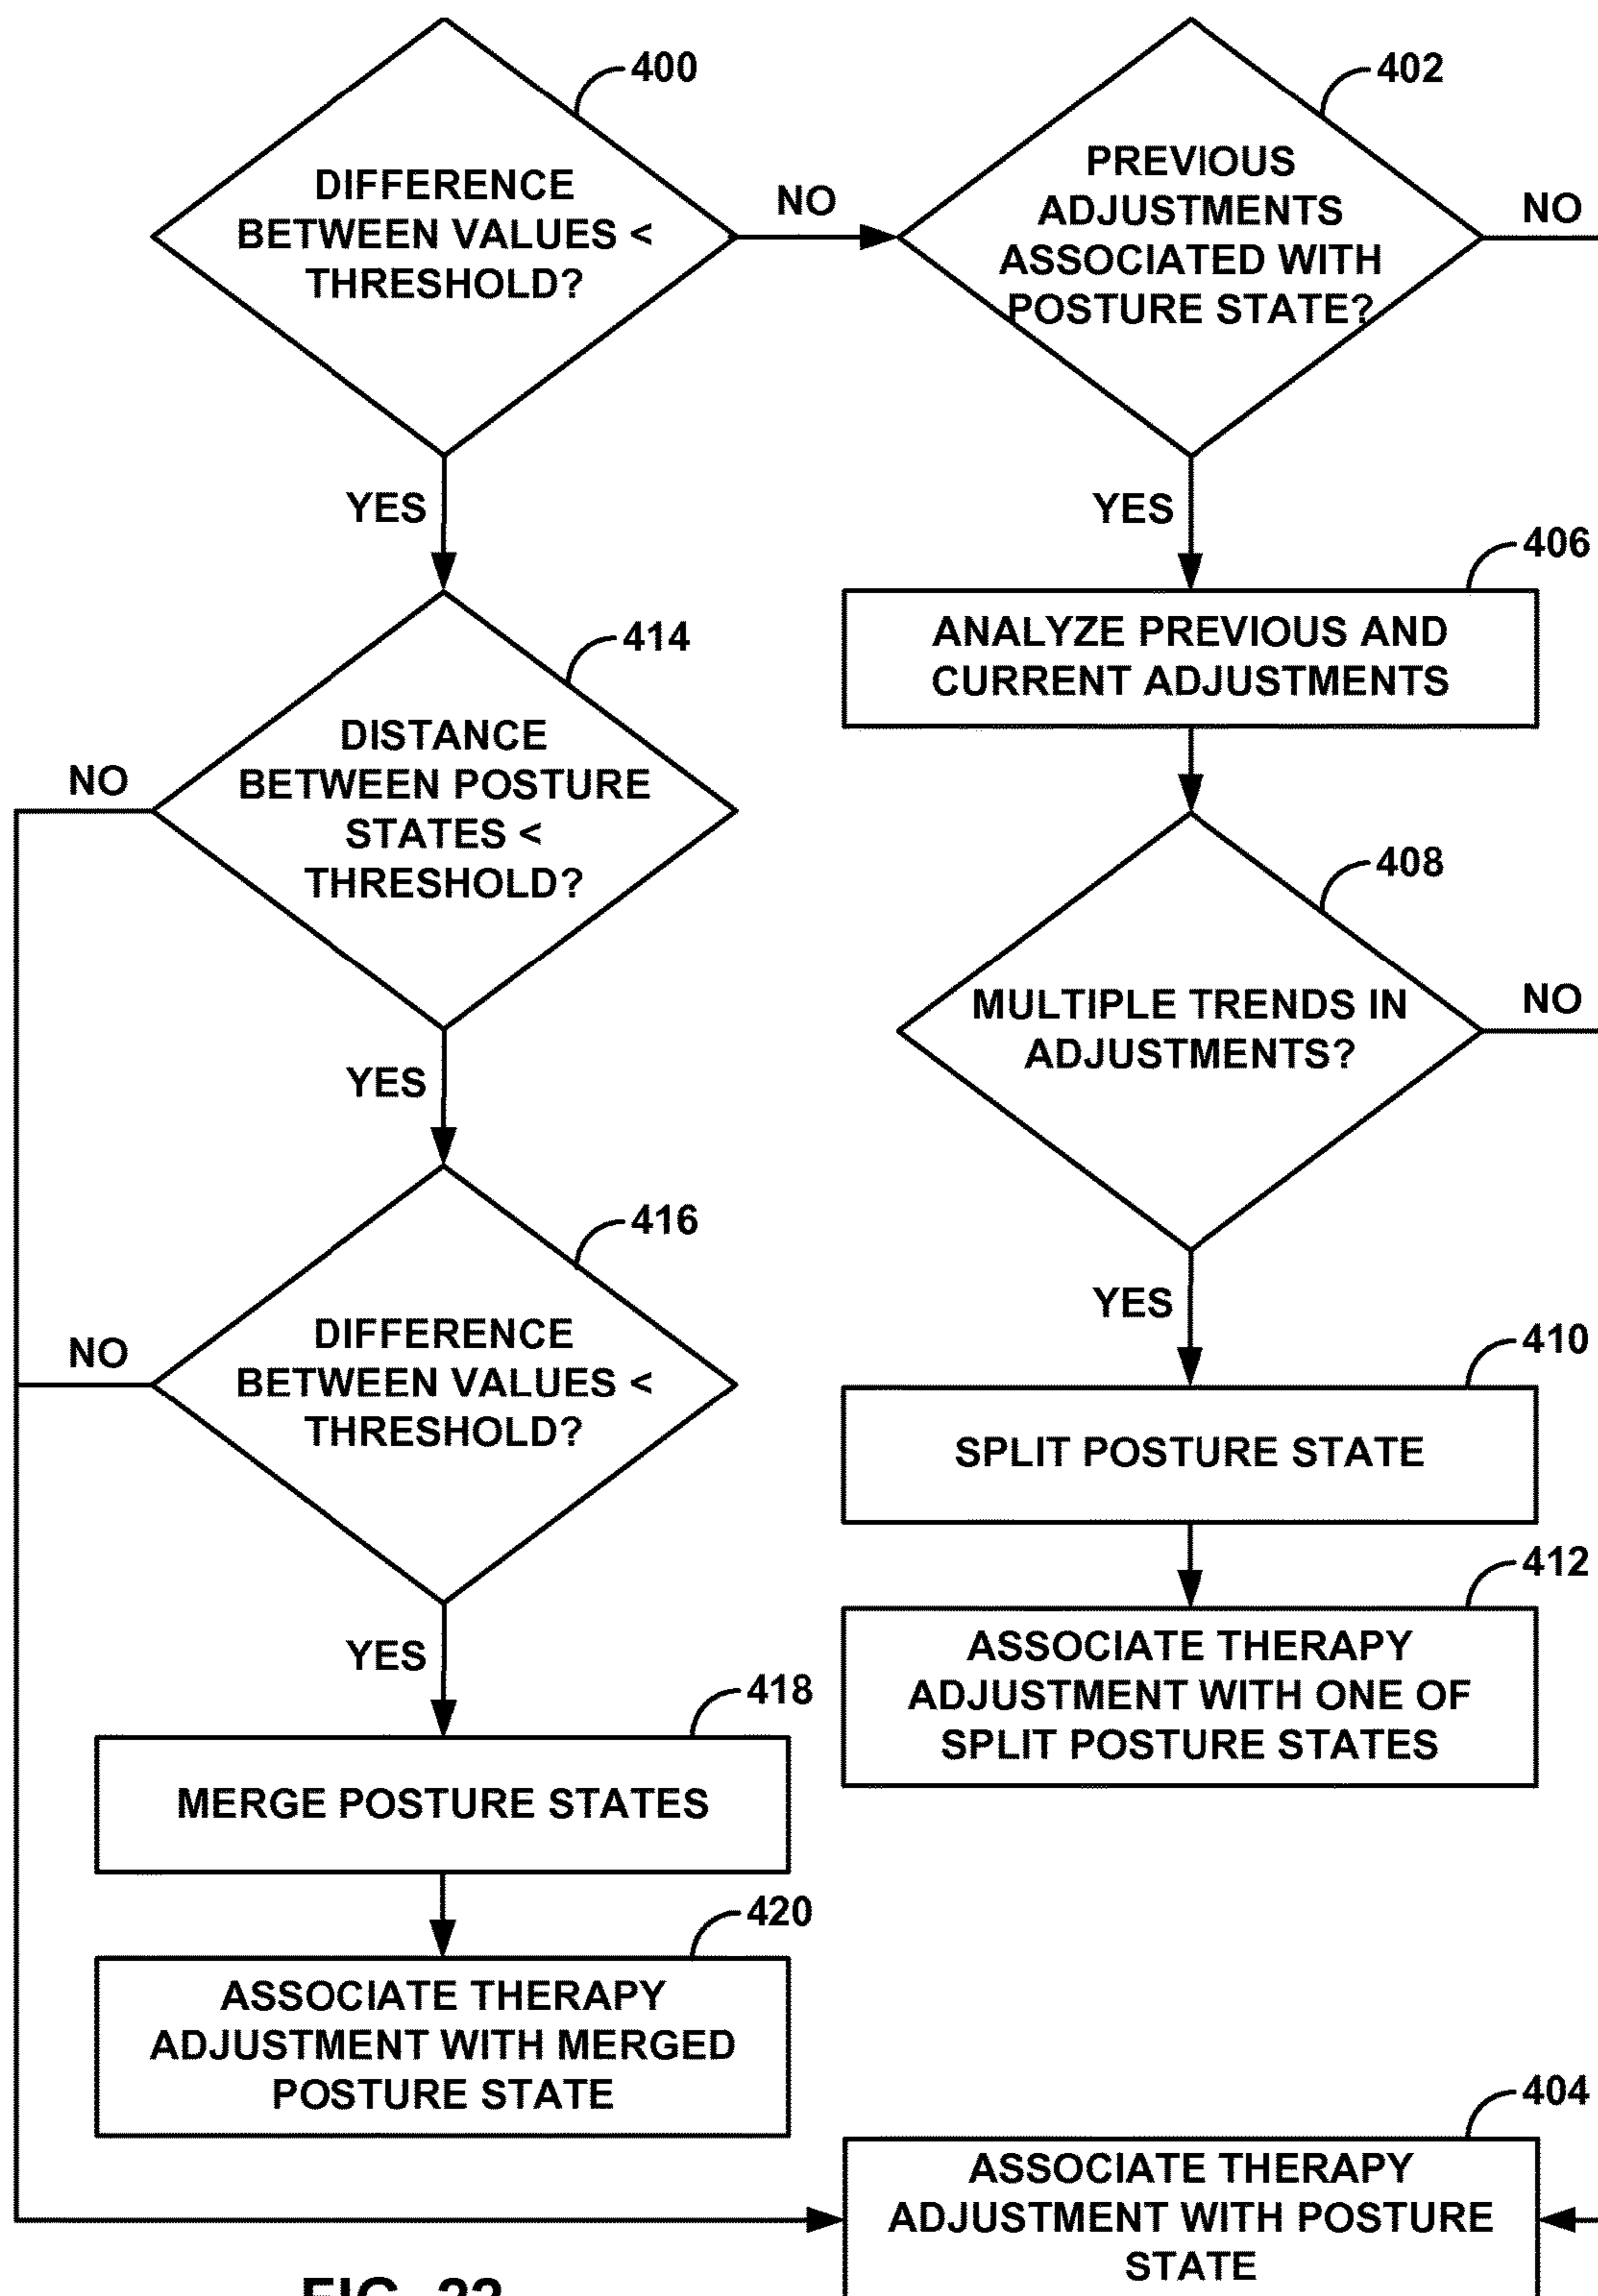 400
DIFFERENCE
BETWEEN VALUES <
THRESHOLD?
NO
402
PREVIOUS
ADJUSTMENTS
ASSOCIATED WITH
POSTURE STATE?
NO
YES
YES
406
ANALYZE PREVIOUS AND
CURRENT ADJUSTMENTS
414
DISTANCE
BETWEEN POSTURE
STATES <
THRESHOLD?
NO
408
MULTIPLE TRENDS IN
ADJUSTMENTS?
NO
YES
416
DIFFERENCE
BETWEEN VALUES <
THRESHOLD?
NO
YES
410
SPLIT POSTURE STATE
412
ASSOCIATE THERAPY
ADJUSTMENT WITH ONE OF
SPLIT POSTURE STATES
YES
418
MERGE POSTURE STATES
420
ASSOCIATE THERAPY
ADJUSTMENT WITH MERGED
POSTURE STATE
404
ASSOCIATE THERAPY
ADJUSTMENT WITH POSTURE
STATE